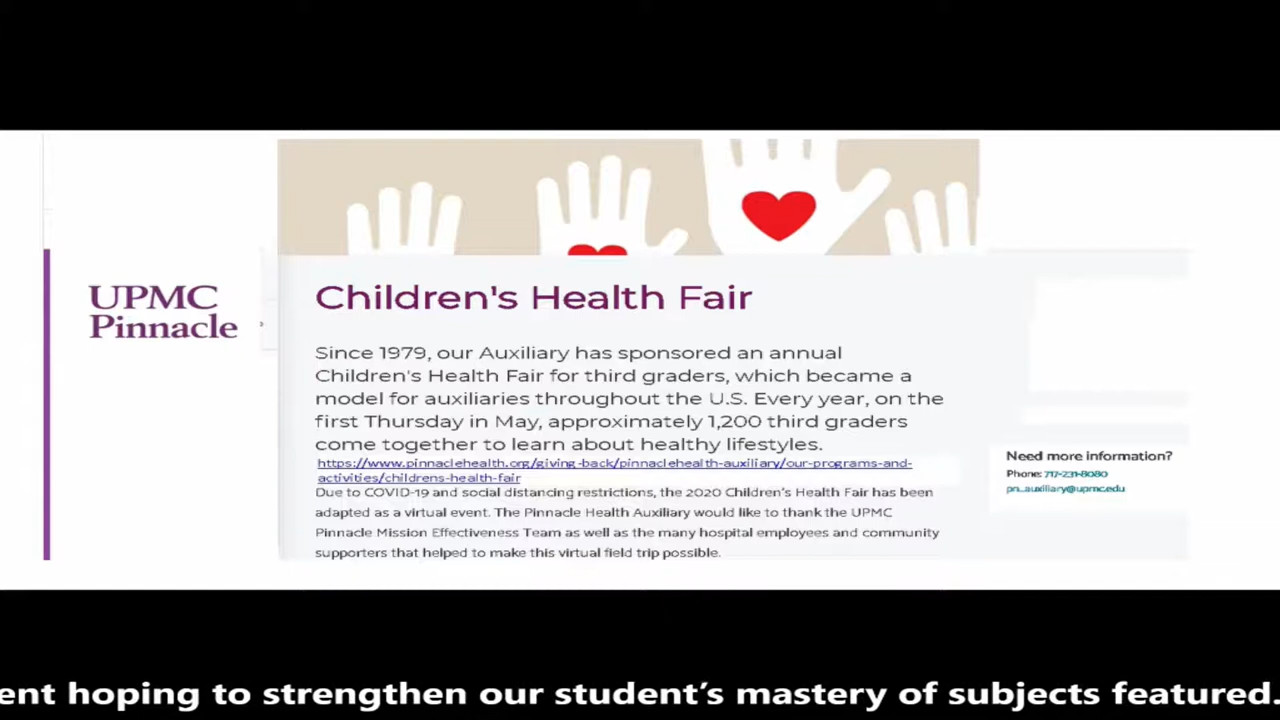 UPMC
Pinnacle
Children's Health Fair
Since 1979, our Auxiliary has sponsored an annual
Children's Health Fair for third graders, which became a
model for auxiliaries throughout the U.S. Every year, on the
first Thursday in May, approximately 1,200 third graders
come together to learn about healthy lifestyles.
https://www.pinnaclehealth.org/giving-back/pinnaclehealth-auxiliary/our-programs-and-
activities/childrens-health-fair
Due to COVID-19 and social distancing restrictions, the 2020 Children's Health Fair has been
adapted as a virtual event. The Pinnacle Health Auxiliary would like to thank the UPMC
Pinnacle Mission Effectiveness Team as well as the many hospital employees and community
supporters that helped to make this virtual field trip possible.
Need more information?
Phone: 717-231-8080
pn_auxiliary@upmc.edu
ent hoping to strengthen our student’s mastery of subjects featured.